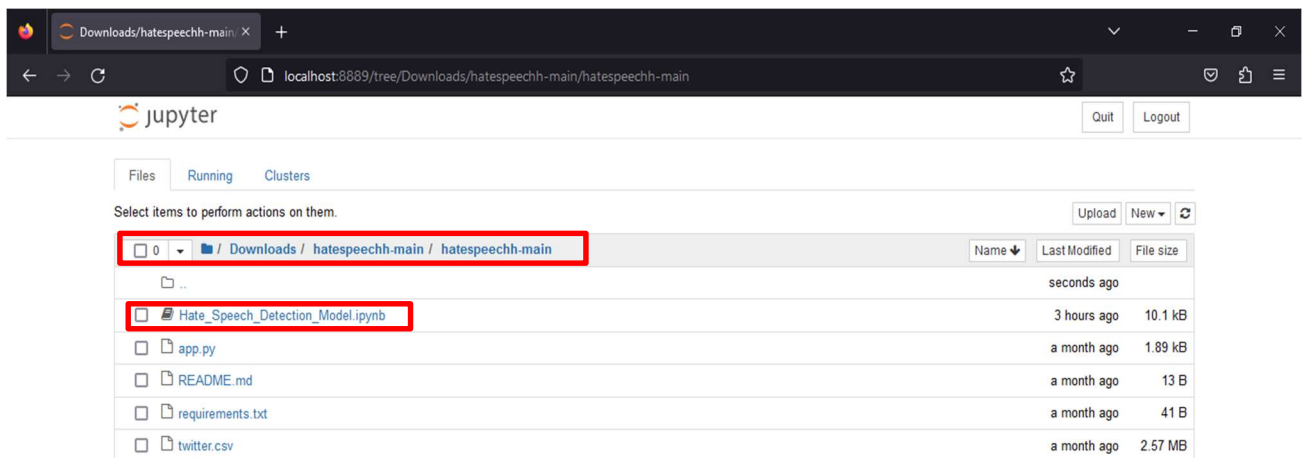 Downloads/hatespeechh-main/
localhost:8889/tree/Downloads/hatespeechh-main/hatespeechh-main
jupyter
Quit Logout
Files Running Clusters
Select items to perform actions on them.
Upload New
0 / Downloads / hatespeechh-main / hatespeechh-main Name Last Modified File size
.. seconds ago
Hate_Speech_Detection_Model.ipynb 3 hours ago 10.1 kB
app.py a month ago 1.89 kB
README.md a month ago 13 B
requirements.txt a month ago 41 B
twitter.csv a month ago 2.57 MB